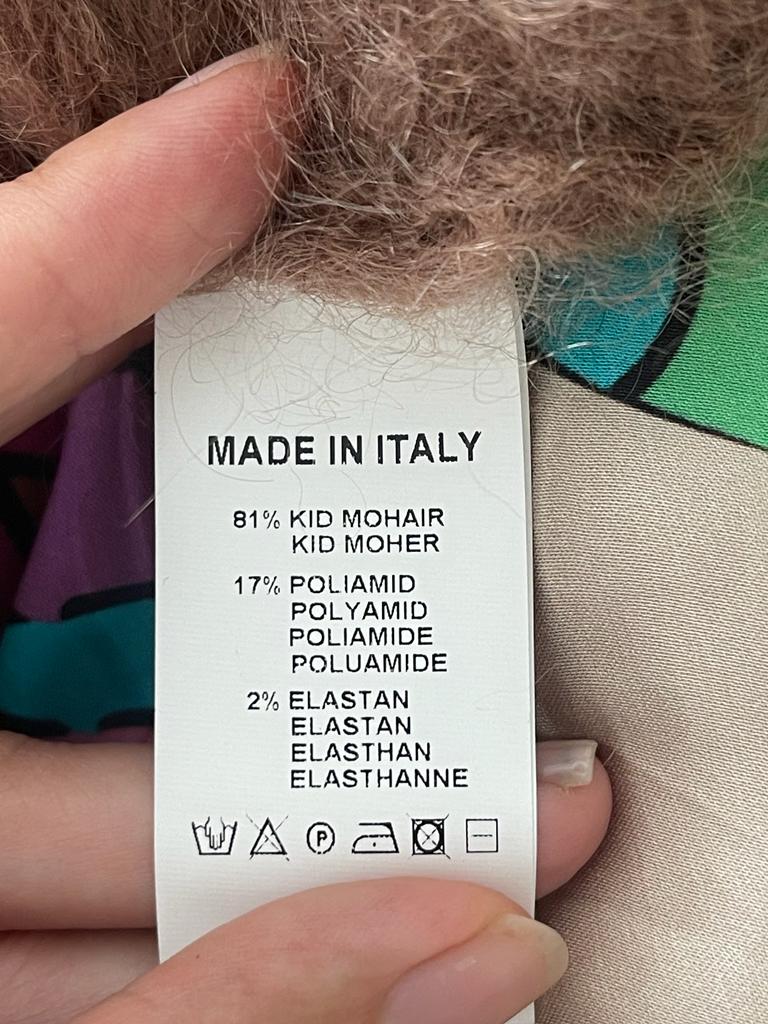 MADE IN ITALY
81% KID MOHAIR
KID MOHER
17% POLIAMID
POLYAMID
POLIAMIDE
POLUAMIDE
2% ELASTAN
ELASTAN
ELASTHAN
ELASTHANNE
P